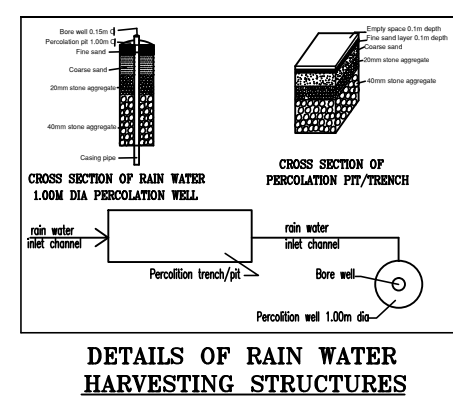 Bore well 0.15m
Percolation pit 1.00m
Fine sand
Coarse sand
20mm stone aggregate
40mm stone aggregate
Casing pipe
CROSS SECTION OF RAIN WATER
1.00M DIA PERCOLATION WELL
Empty space 0.1m depth
Fine sand layer 0.1m depth
Coarse sand
20mm stone aggregate
40mm stone aggregate
CROSS SECTION OF
PERCOLATION PIT/TRENCH
rain water
inlet channel
Percolition trench/pit
rain water
inlet channel
Bore well
Percolition well 1.00m dia
DETAILS OF RAIN WATER
HARVESTING STRUCTURES